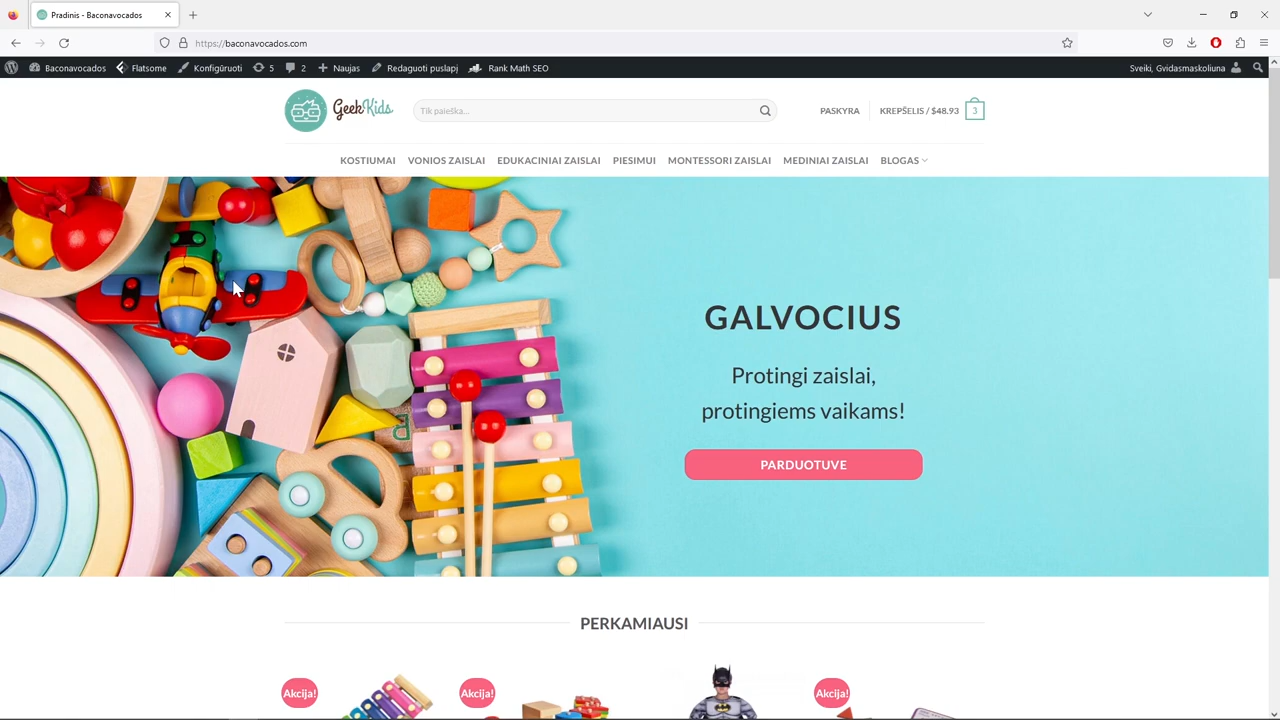 Pradinis - Baconavocados
https://baconavocados.com
Baconavocados Flatsome Konfigūruoti 5 2 Naujas Redaguoti puslapį Rank Math SEO Sveiki, Gvidasmaskoliuna
GeekKids Tik paieška... PASKYRA KREPŠELIS / $48.93 3
KOSTIUMAI VONIOS ZAISLAI EDUKACINIAI ZAISLAI PIESIMUI MONTESSORI ZAISLAI MEDINIAI ZAISLAI BLOGAS
GALVOCIUS
Protingi zaislai,
protingiems vaikams!
PARDUOTUVE
PERKAMIAUSI
Akcija! Akcija! Akcija!